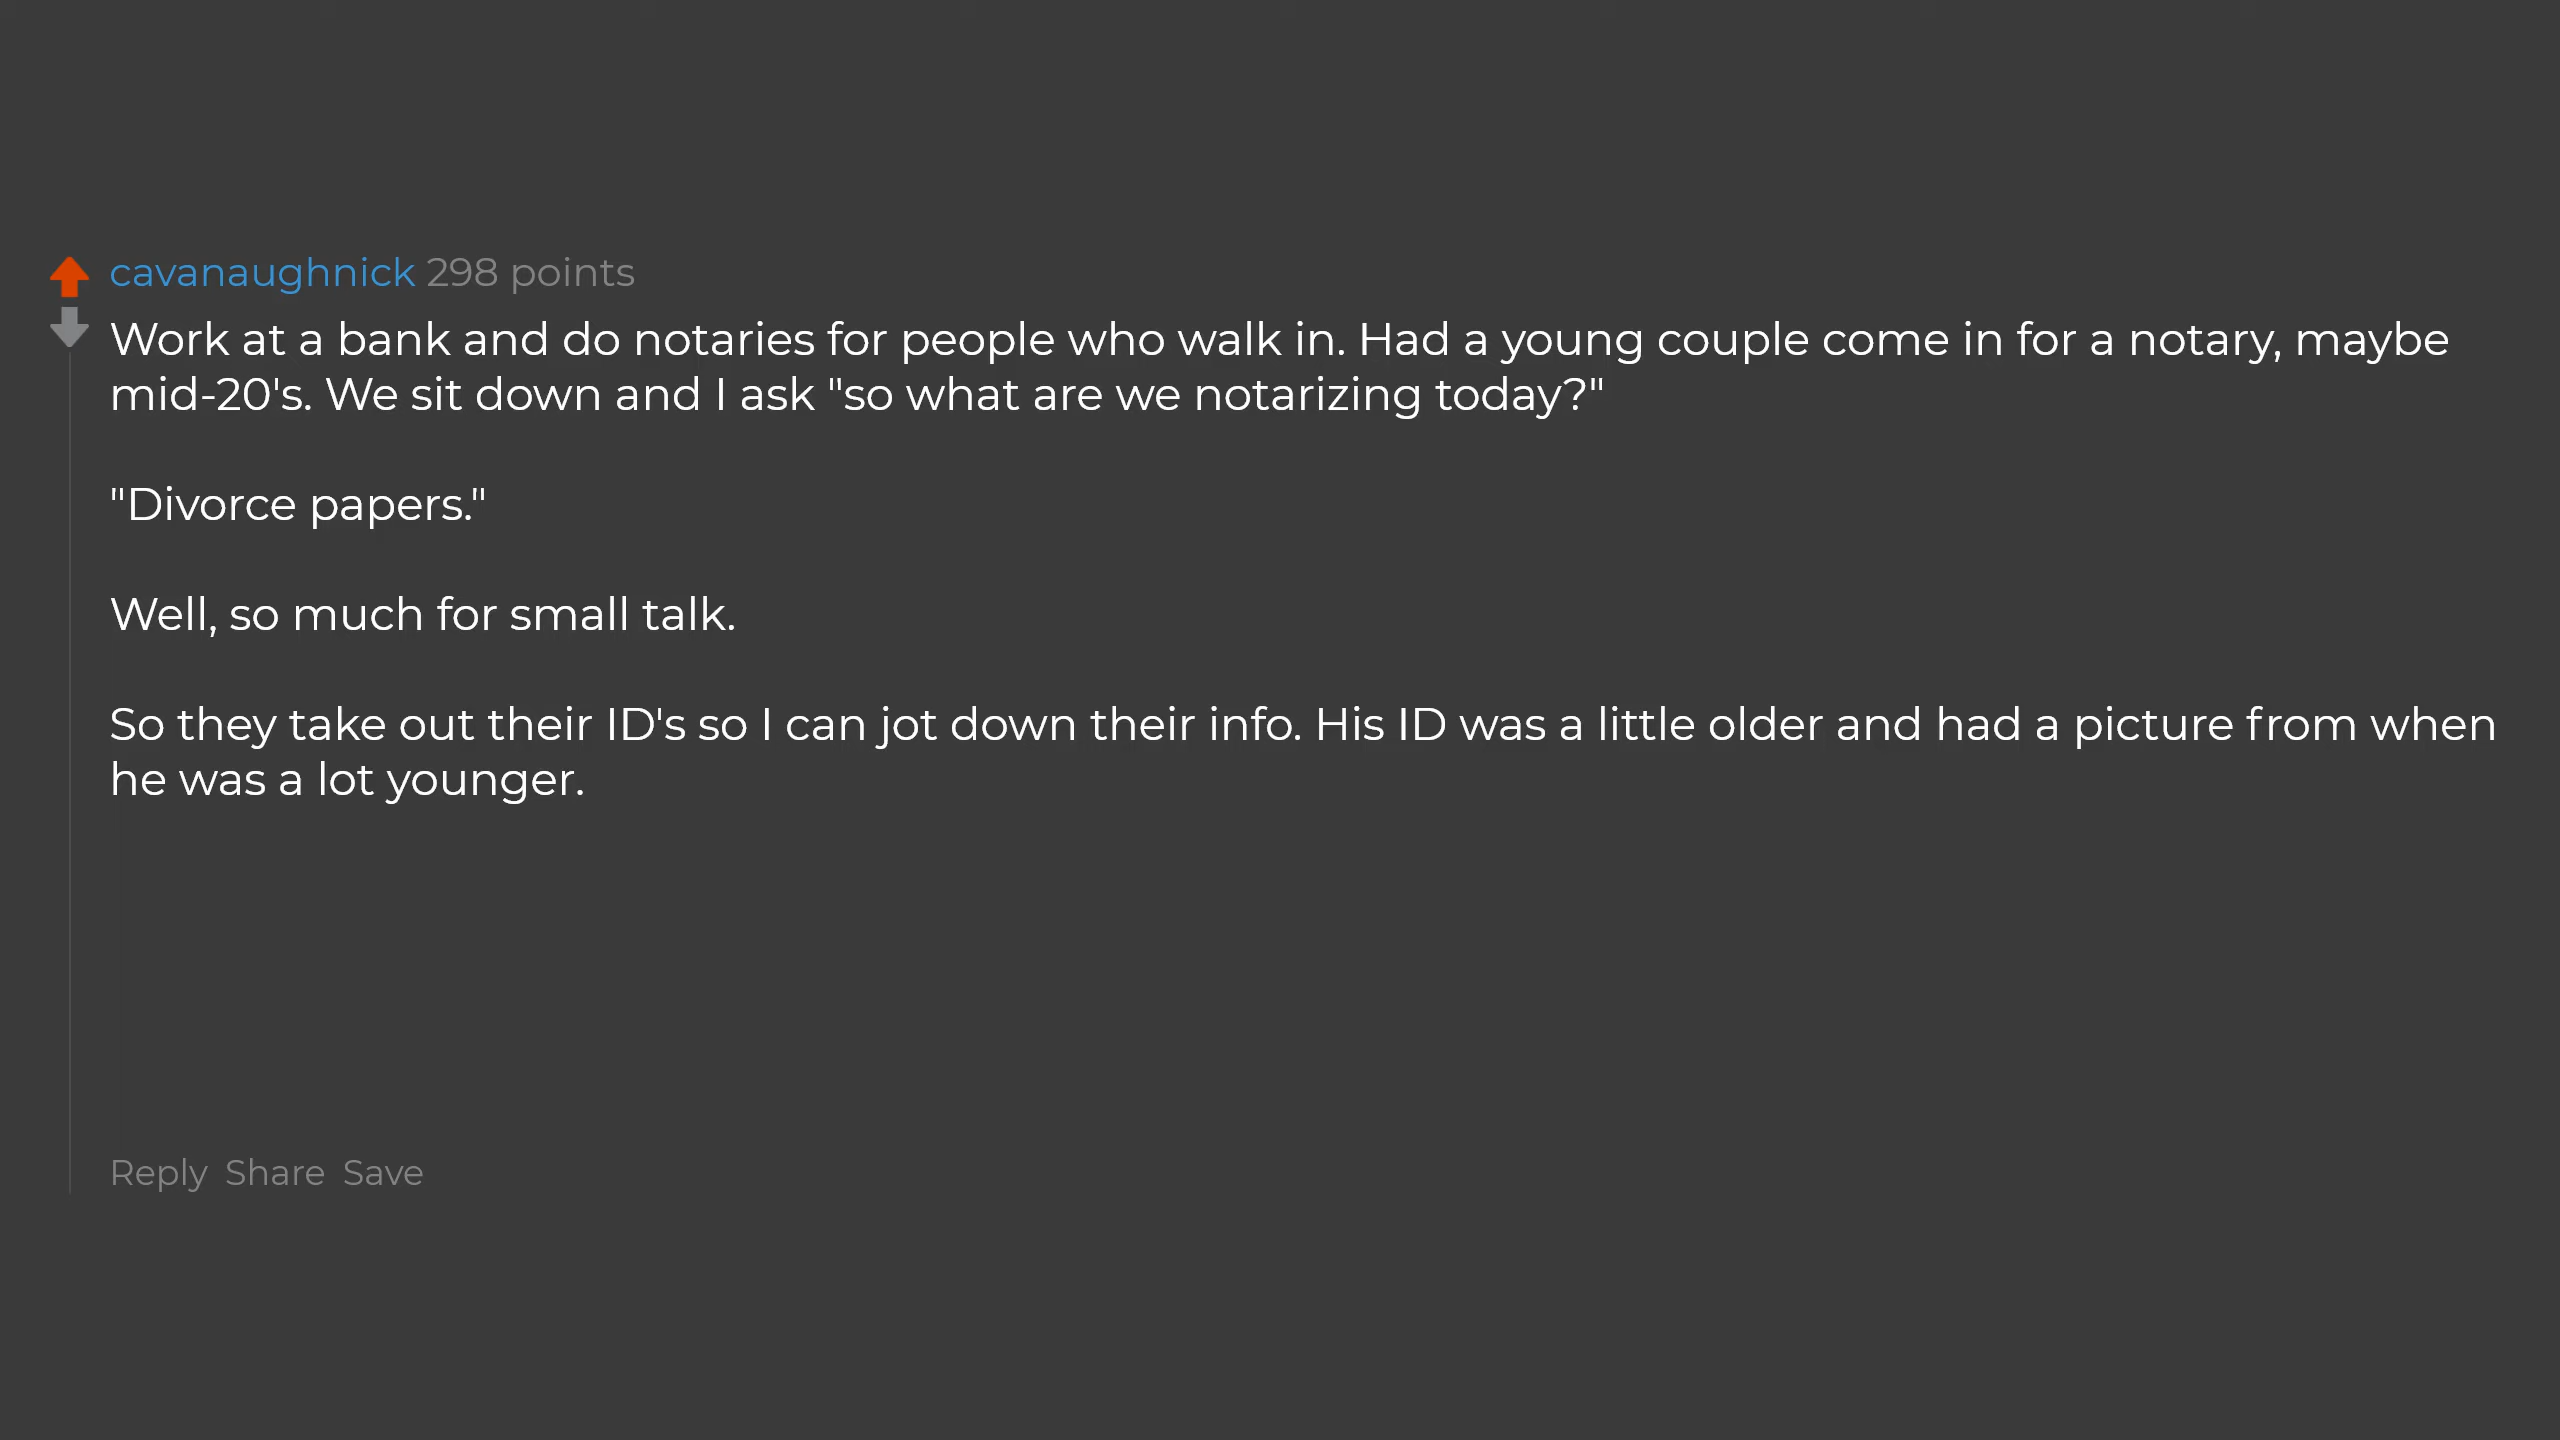 cavanaughnick 298 points
Work at a bank and do notaries for people who walk in. Had a young couple come in for a notary, maybe
mid-20's. We sit down and I ask "so what are we notarizing today?"
"Divorce papers."
Well, so much for small talk.
So they take out their ID's so I can jot down their info. His ID was a little older and had a picture from when
he was a lot younger.
Reply Share Save